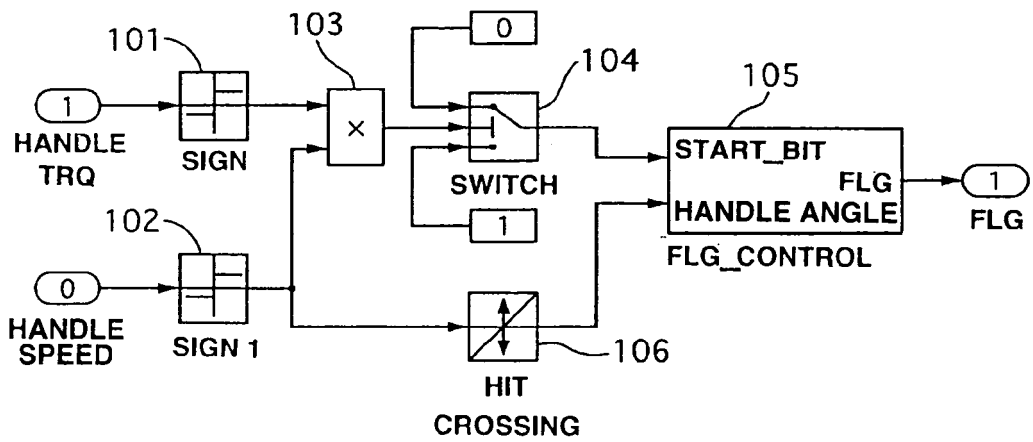 101
103
0
104
105
1
×
START_BIT
HANDLE
TRQ
SIGN
SWITCH
FLG
1
HANDLE ANGLE
FLG
102
1
FLG_CONTROL
0
HANDLE
SPEED
SIGN 1
106
HIT
CROSSING